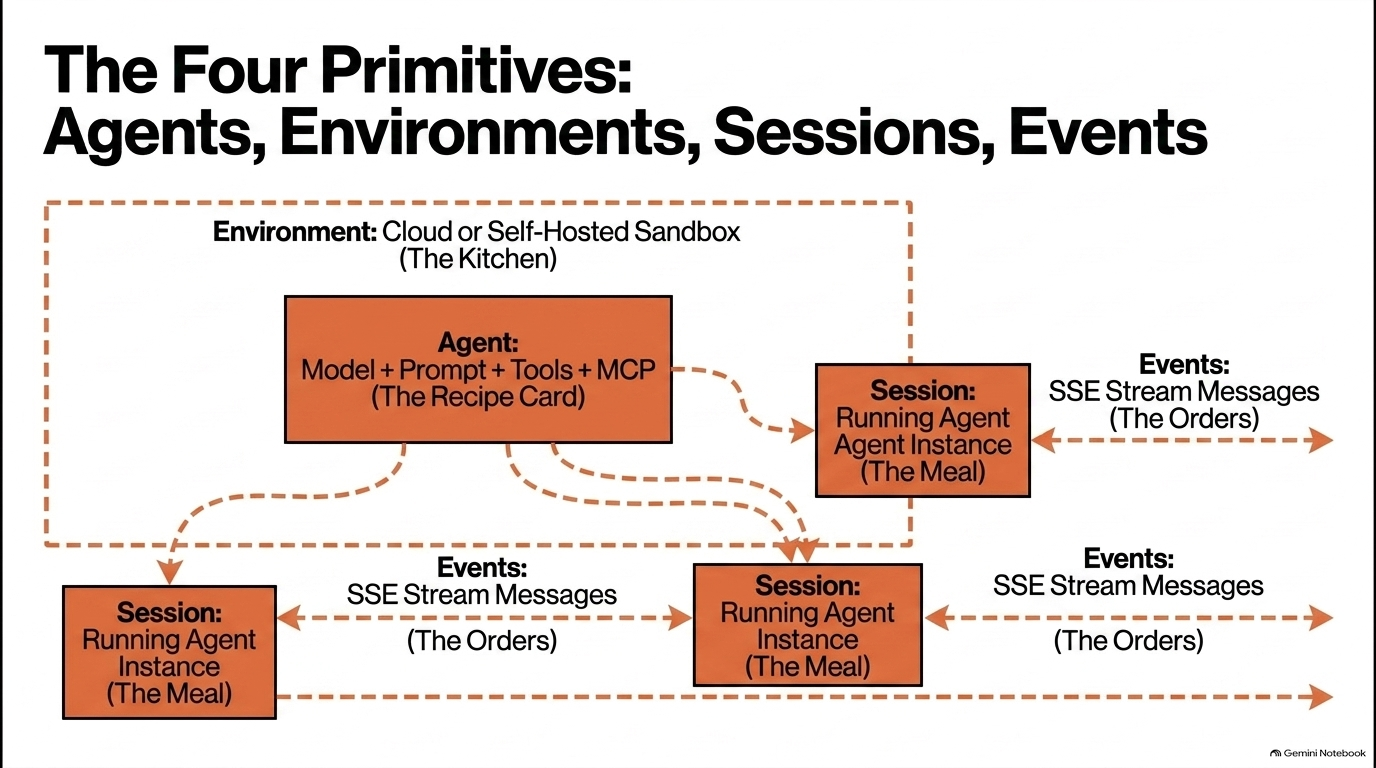 The Four Primitives:
Agents, Environments, Sessions, Events
Environment: Cloud or Self-Hosted Sandbox
(The Kitchen)
Agent:
Model + Prompt + Tools + MCP
(The Recipe Card)
Session:
Running Agent
Agent Instance
(The Meal)
Events:
SSE Stream Messages
(The Orders)
Session:
Running Agent
Instance
(The Meal)
Events:
SSE Stream Messages
(The Orders)
Session:
Running Agent
Instance
(The Meal)
Events:
SSE Stream Messages
(The Orders)
Gemini Notebook